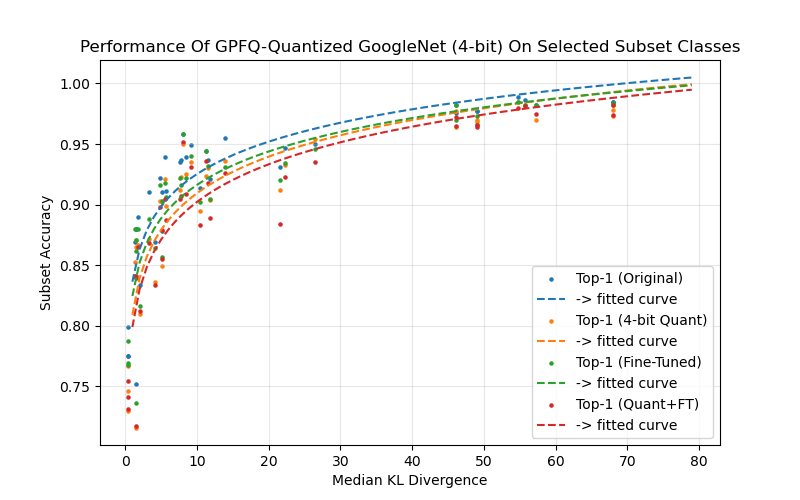 Performance Of GPFQ-Quantized GoogleNet (4-bit) On Selected Subset Classes
1.00
0.95
0.90
0.85
0.80
0.75
Subset Accuracy
Top-1 (Original)
-> fitted curve
Top-1 (4-bit Quant)
-> fitted curve
Top-1 (Fine-Tuned)
-> fitted curve
Top-1 (Quant+FT)
-> fitted curve
0 10 20 30 40 50 60 70 80
Median KL Divergence